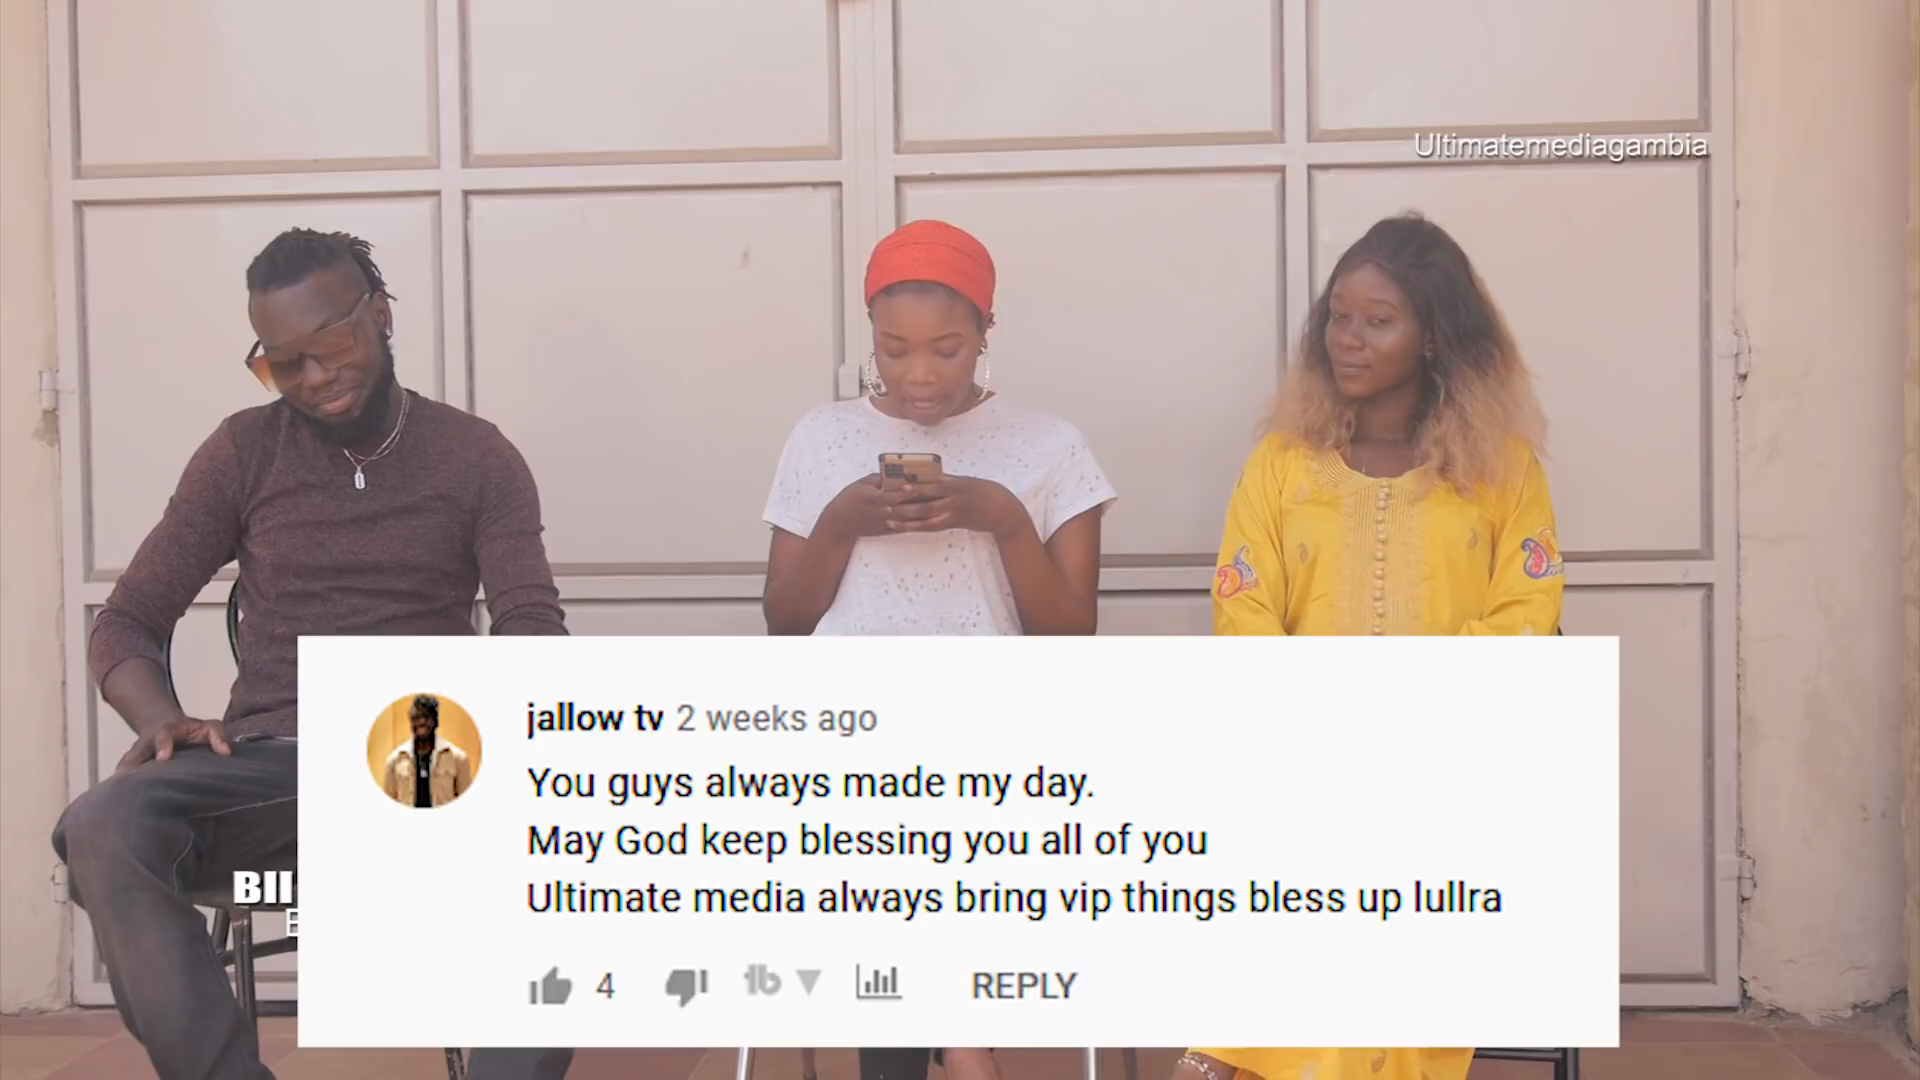 Ultimatemediagambia
jallow tv 2 weeks ago
You guys always made my day.
May God keep blessing you all of you
Ultimate media always bring vip things bless up lullra
4
REPLY
BII